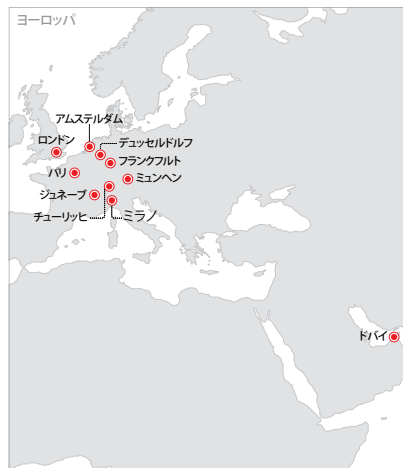 ヨーロッパ
アムステルダム
ロンドン
デュッセルドルフ
フランクフルト
パリ
ミュンヘン
ジュネーブ
チューリッヒ
ミラノ
ドバイ